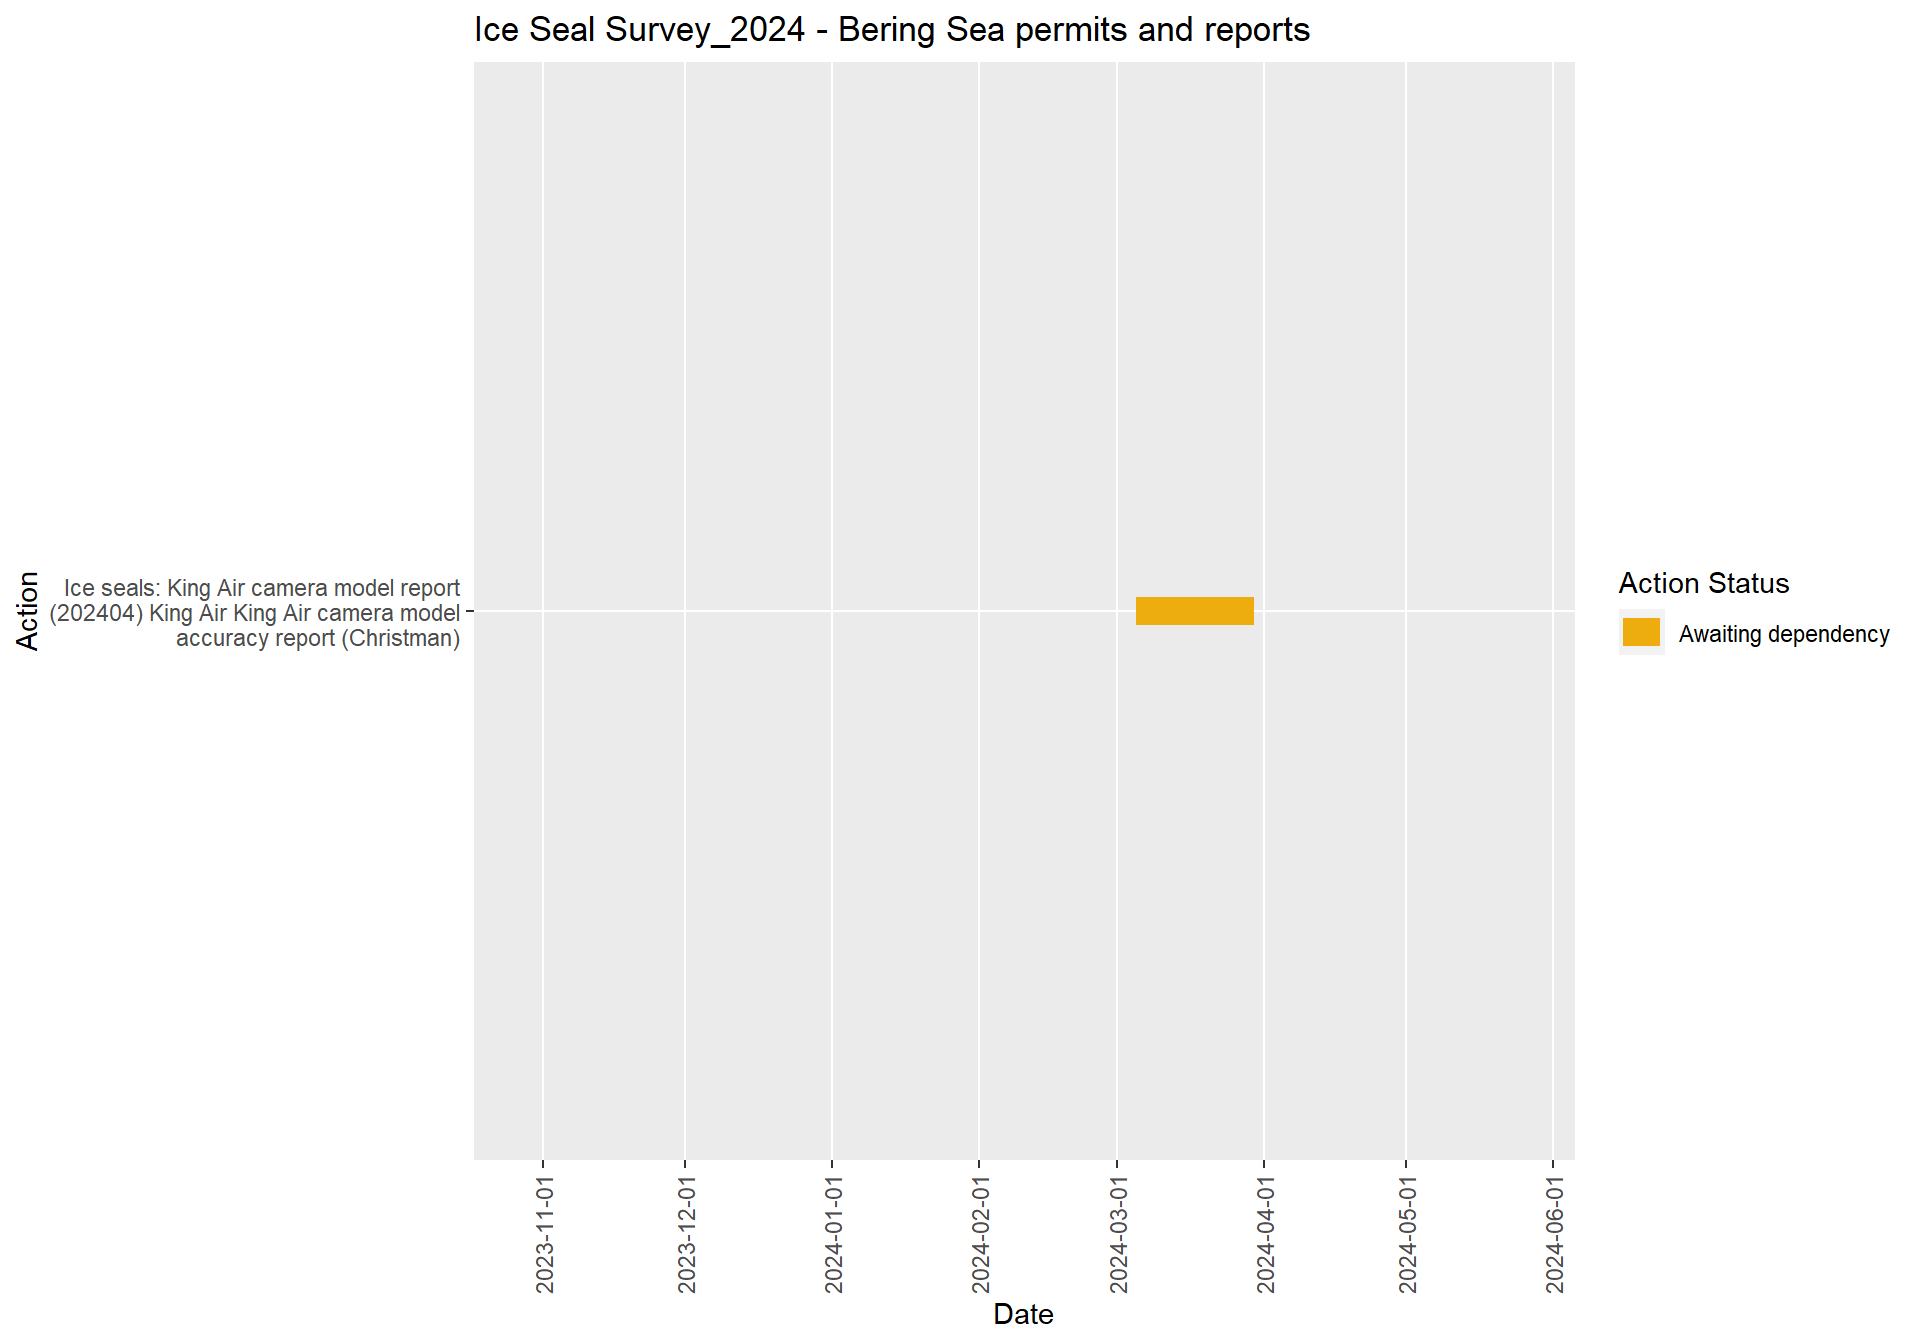 Ice Seal Survey_2024 - Bering Sea permits and reports
Action
Ice seals: King Air camera model report
(202404) King Air King Air camera model
accuracy report (Christman)
Action Status
Awaiting dependency
2023-11-01
2023-12-01
2024-01-01
2024-02-01
2024-03-01
2024-04-01
2024-05-01
2024-06-01
Date